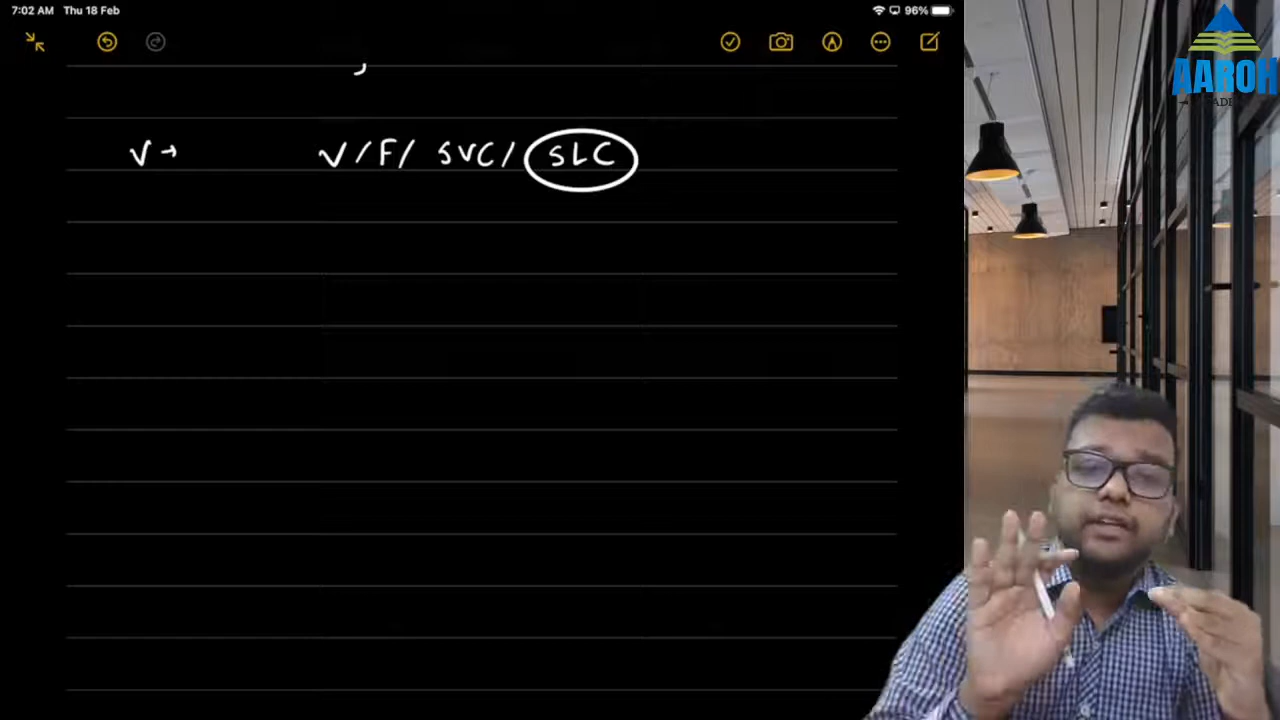 7:02 AM Thu 18 Feb 96%
AAROH
V → V / F / SVC / SLC